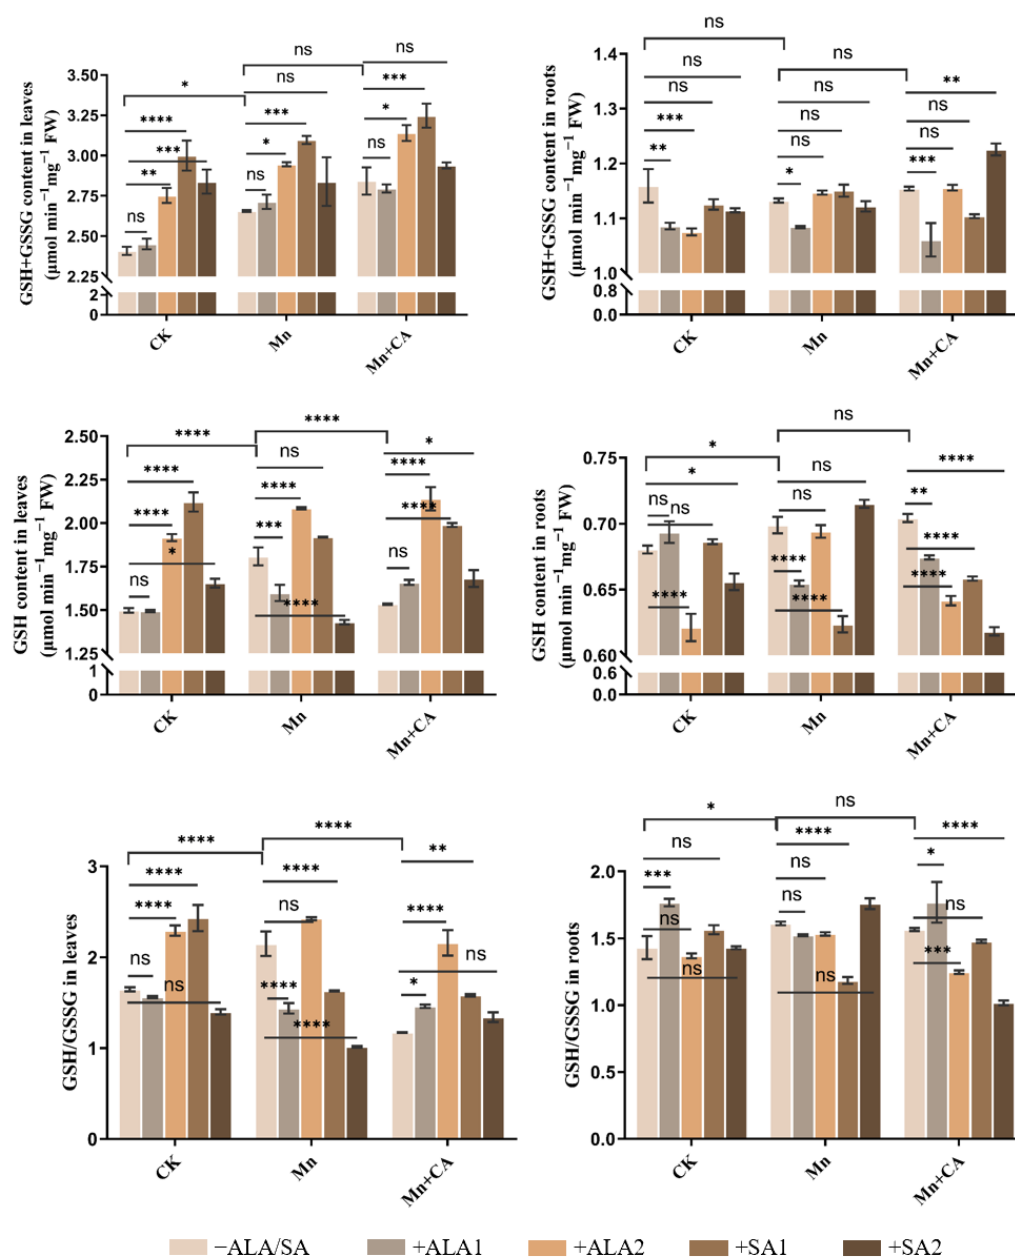 ns
ns
ns
ns
*
ns
***
****
***
*
***
*
**
ns
ns
ns
3.50
3.25
3.00
2.75
2.50
2.25
2
0
GSH+GSSG content in leaves
(μmol min⁻¹mg⁻¹ FW)
CK
Mn
Mn+CA
ns
ns
ns
ns
**
ns
ns
ns
***
ns
ns
**
*
***
1.4
1.3
1.2
1.1
1.0
0.8
0.0
GSH+GSSG content in roots
(μmol min⁻¹mg⁻¹ FW)
CK
Mn
Mn+CA
****
****
*
ns
****
****
****
****
****
***
*
ns
ns
****
2.50
2.25
2.00
1.75
1.50
1.25
1
0
GSH content in leaves
(μmol min⁻¹mg⁻¹ FW)
CK
Mn
Mn+CA
ns
*
*
ns
****
ns
ns
ns
**
****
****
****
****
****
0.75
0.70
0.65
0.60
0.6
0.0
GSH content in roots
(μmol min⁻¹mg⁻¹ FW)
CK
Mn
Mn+CA
****
****
**
****
****
****
ns
****
ns
ns
****
*
****
3
2
1
0
GSH/GSSG in leaves
CK
Mn
Mn+CA
ns
*
****
****
ns
*
***
ns
ns
ns
ns
***
ns
2.0
1.5
1.0
0.5
0.0
GSH/GSSG in roots
CK
Mn
Mn+CA
−ALA/SA
+ALA1
+ALA2
+SA1
+SA2